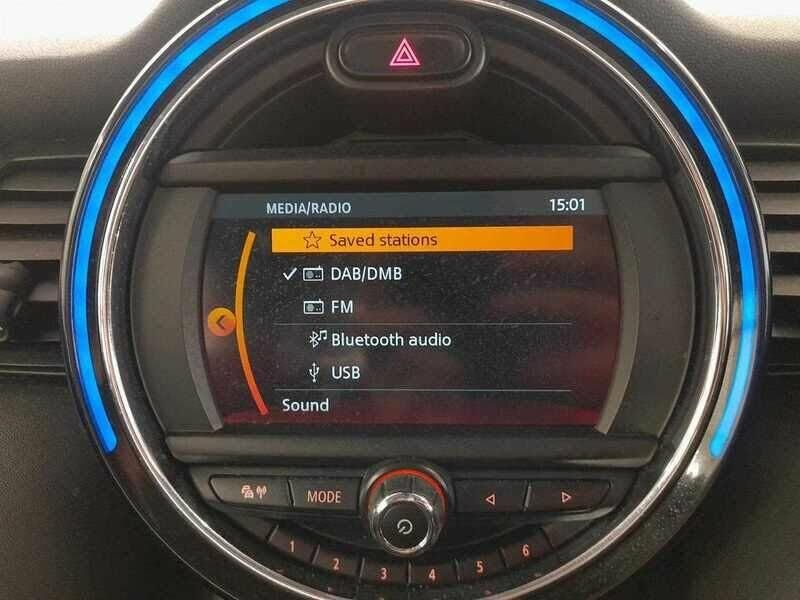 MEDIA/RADIO 15:01
Saved stations
DAB/DMB
FM
Bluetooth audio
USB
Sound
MODE
1 2 3 4 5 6